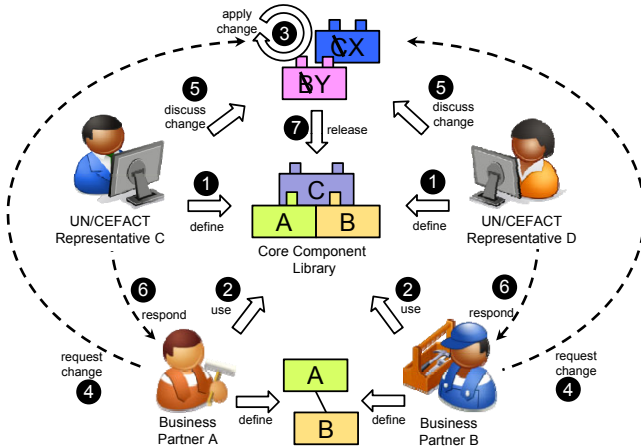 apply
change
3
CX
BY
5
discuss
change
5
discuss
change
7
release
1
define
C
A
B
1
define
UN/CEFACT
Representative C
Core Component
Library
UN/CEFACT
Representative D
6
respond
2
use
2
use
6
respond
request
change
4
A
B
request
change
4
define
define
Business
Partner A
Business
Partner B